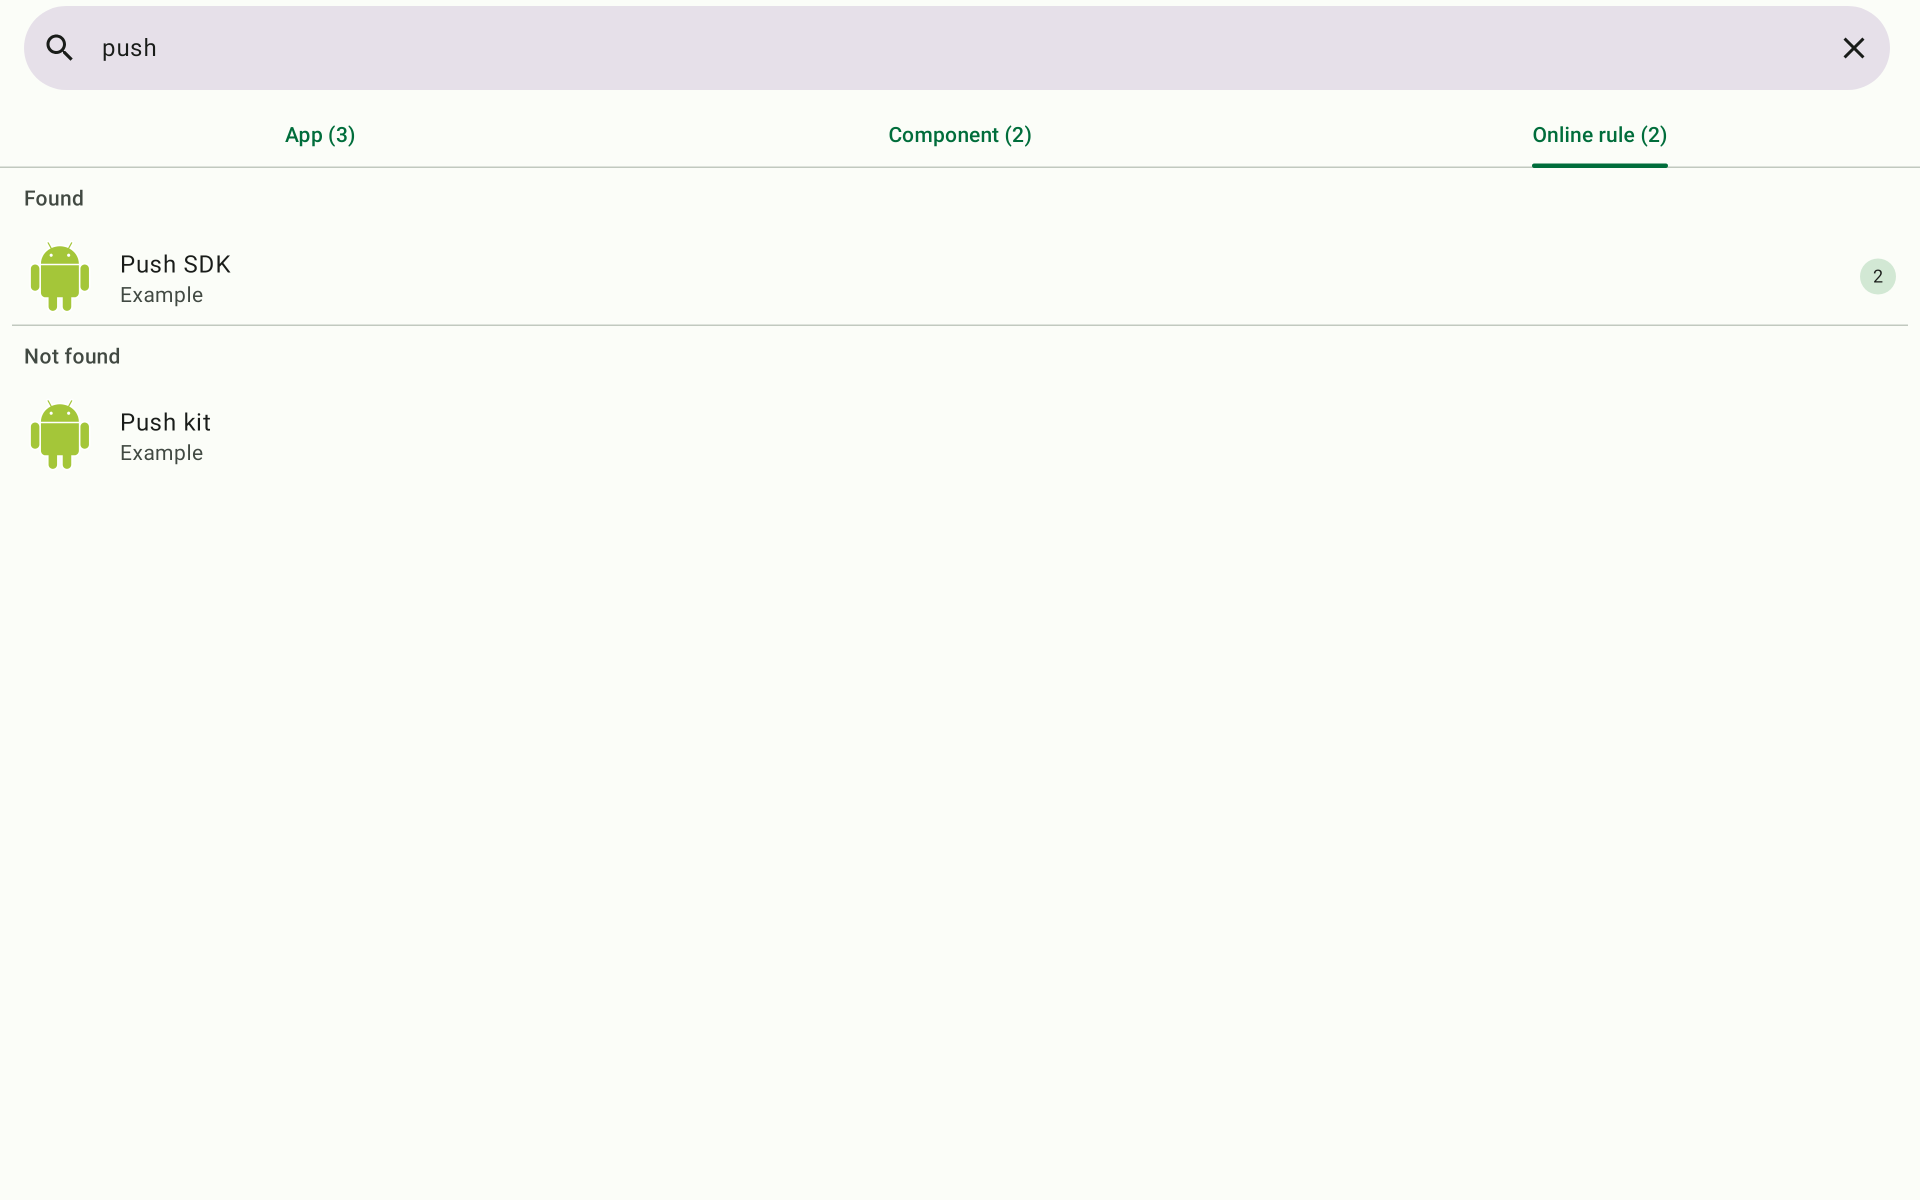 push
App (3)
Component (2)
Online rule (2)
Found
Push SDK
Example
2
Not found
Push kit
Example